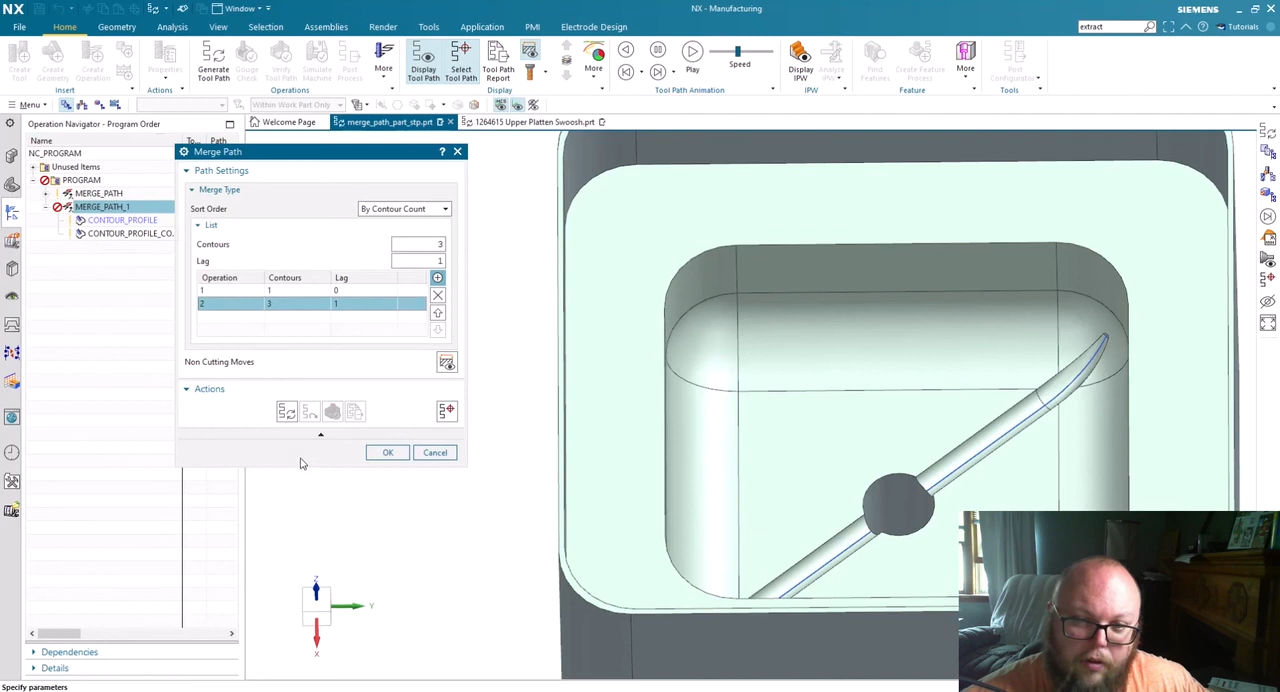 NX
Window
NX - Manufacturing
SIEMENS
File Home Geometry Analysis View Selection Assemblies Render Tools Application PMI Electrode Design
extract
Tutorials
Create Tool
Create Geometry
Create Operation
Properties
Generate Tool Path
Gouge Check
Verify Tool Path
Simulate Machine
Post Process
More
Display Tool Path
Select Tool Path
Tool Path Report
More
Play
Speed
Display IPW
Analyze IPW
Find Features
Create Feature Process
More
Post Configurator
Insert Actions Operations Display Tool Path Animation IPW Feature Tools
Menu
Within Work Part Only
Operation Navigator - Program Order
Welcome Page
merge_path_part_stp.prt
1264615 Upper Platten Swoosh.prt
Name To... Path
NC_PROGRAM
Unused Items
PROGRAM
MERGE_PATH
MERGE_PATH_1
CONTOUR_PROFILE
CONTOUR_PROFILE_CO.
Merge Path
Path Settings
Merge Type
Sort Order By Contour Count
List
Contours 3
Lag 1
Operation Contours Lag
1 1 0
2 3 1
Non Cutting Moves
Actions
OK Cancel
Z
Y
X
Dependencies
Details
Specify parameters